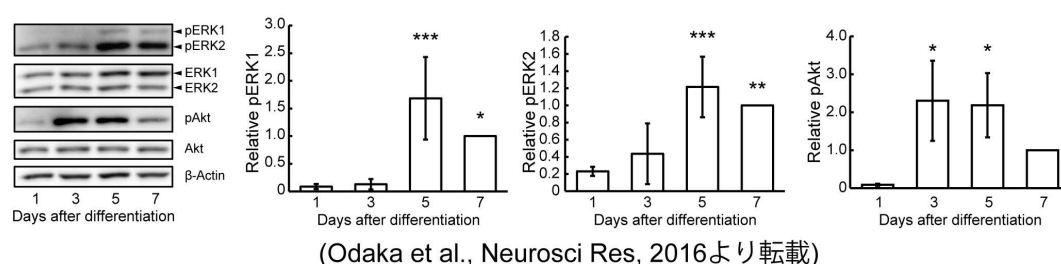 pERK1
pERK2
ERK1
ERK2
pAkt
Akt
β-Actin
1 3 5 7
Days after differentiation
Relative pERK1
3.0
2.5
2.0
1.5
1.0
0.5
0
***
*
1 3 5 7
Days after differentiation
Relative pERK2
1.8
1.6
1.4
1.2
1.0
0.8
0.6
0.4
0.2
0
***
**
1 3 5 7
Days after differentiation
Relative pAkt
4.0
3.0
2.0
1.0
0
*
*
1 3 5 7
Days after differentiation
(Odaka et al., Neurosci Res, 2016より転載)